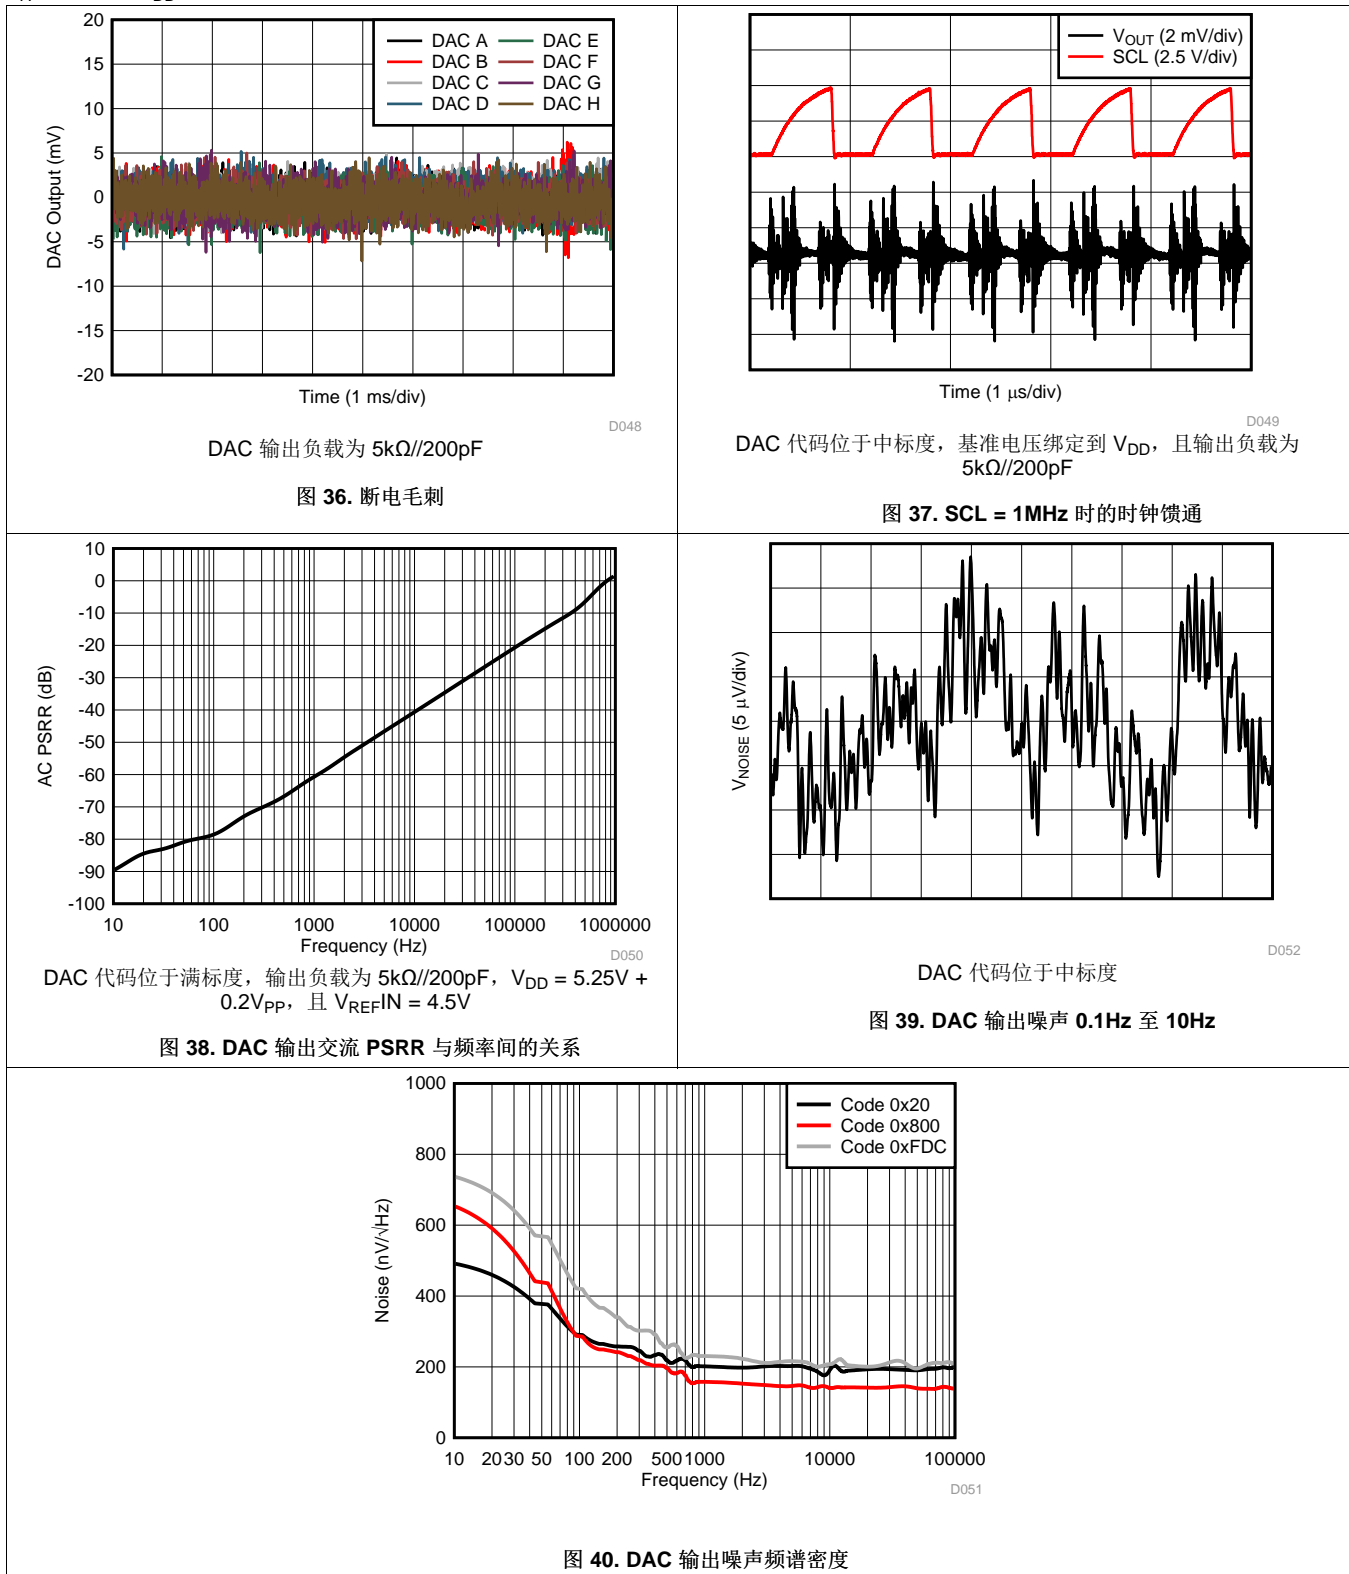 DD
20
15
10
5
0
-5
-10
-15
-20
DAC Output (mV)
DAC A
DAC B
DAC C
DAC D
DAC E
DAC F
DAC G
DAC H
Time (1 ms/div)
D048
DAC 输出负载为 5kΩ//200pF
图 36. 断电毛刺
VOUT (2 mV/div)
SCL (2.5 V/div)
Time (1 μs/div)
D049
DAC 代码位于中标度，基准电压绑定到 VDD，且输出负载为
5kΩ//200pF
图 37. SCL = 1MHz 时的时钟馈通
10
0
-10
-20
-30
-40
-50
-60
-70
-80
-90
-100
AC PSRR (dB)
10 100 1000 10000 100000 1000000
Frequency (Hz)
D050
DAC 代码位于满标度，输出负载为 5kΩ//200pF，VDD = 5.25V +
0.2VPP，且 VREFIN = 4.5V
图 38. DAC 输出交流 PSRR 与频率间的关系
VNOISE (5 μV/div)
D052
DAC 代码位于中标度
图 39. DAC 输出噪声 0.1Hz 至 10Hz
1000
800
600
400
200
0
Noise (nV/√Hz)
Code 0x20
Code 0x800
Code 0xFDC
10 20 30 50 100 200 500 1000 10000 100000
Frequency (Hz)
D051
图 40. DAC 输出噪声频谱密度